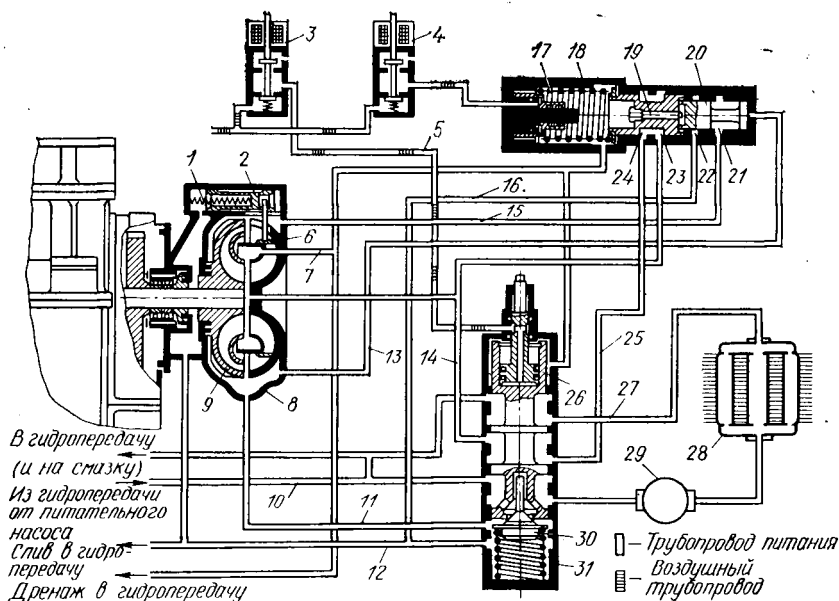 3
4
17
18
19
20
5
1
2
16.
24
23
22
21
6
15
7
13
14
25
26
27
9
8
28
29
В гидропередачу
(и на смазку)
10
11
Из гидропередачи
от питательного
насоса
Слив в гидро-
передачу
12
30
31
Дренаж в гидропередачу
– Трубопровод питания
– Воздушный
трубопровод